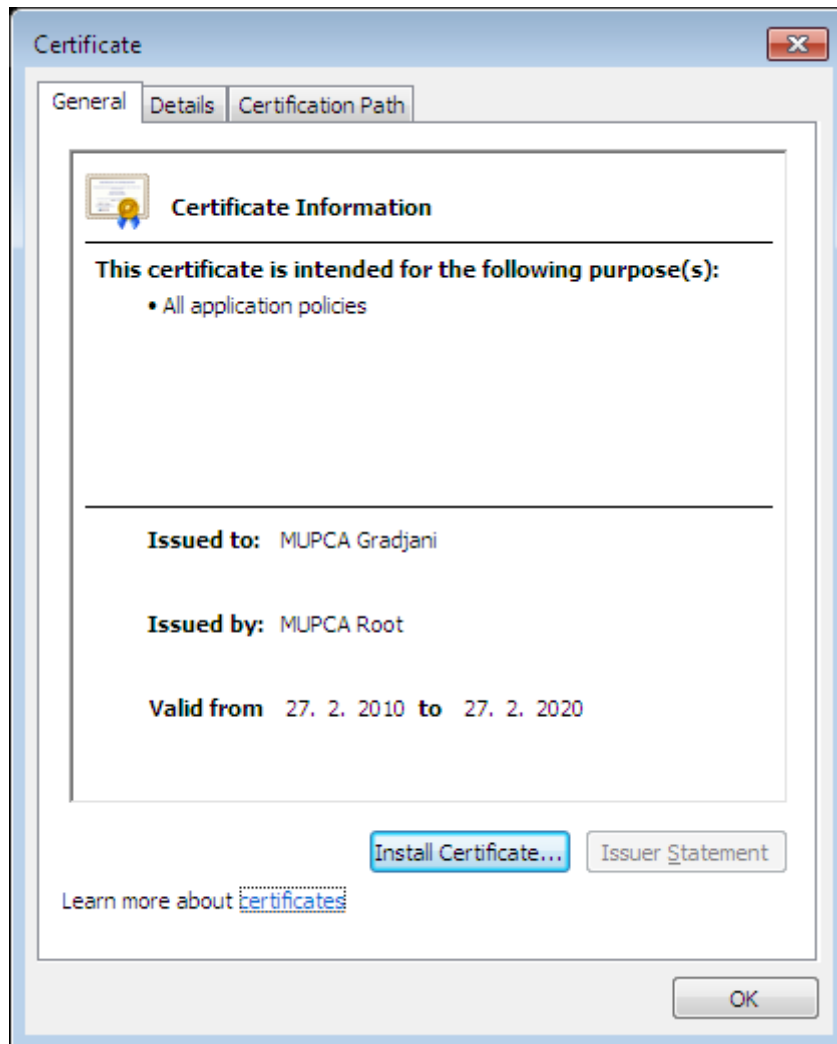 Certificate
General Details Certification Path
Certificate Information
This certificate is intended for the following purpose(s):
• All application policies
Issued to: MUPCA Gradjani
Issued by: MUPCA Root
Valid from 27. 2. 2010 to 27. 2. 2020
Install Certificate... Issuer Statement
Learn more about certificates
OK